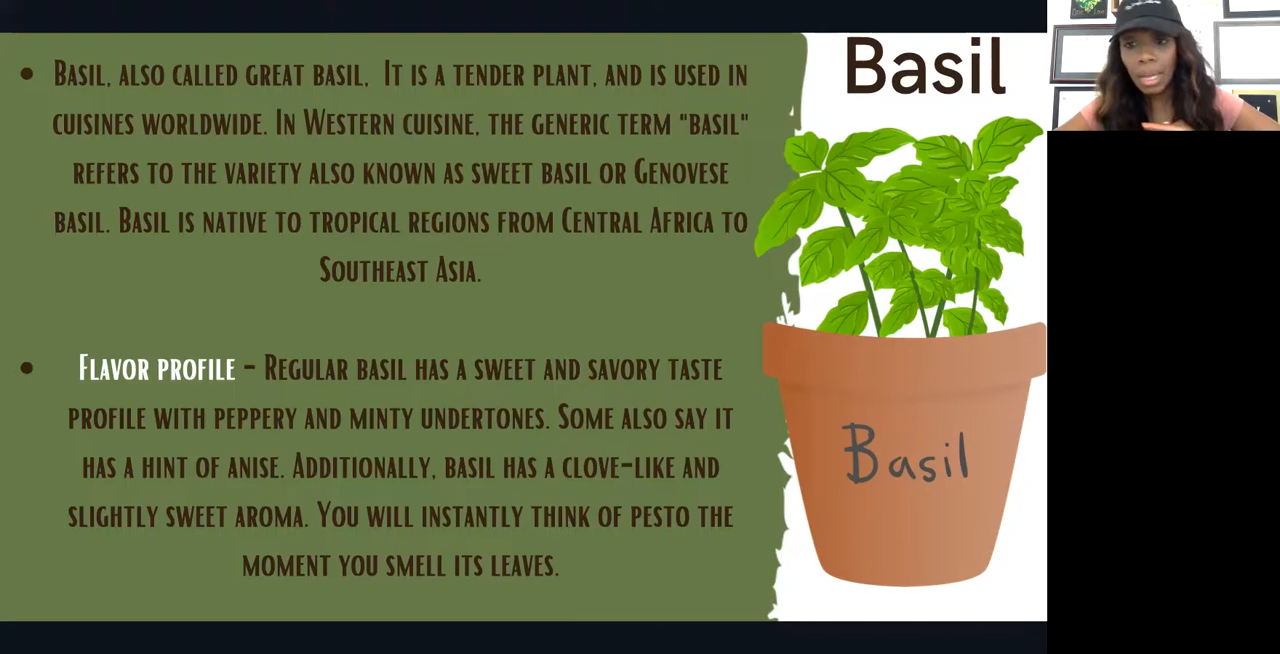 Basil, also called great basil,  It is a tender plant, and is used in
cuisines worldwide. In Western cuisine, the generic term "basil"
refers to the variety also known as sweet basil or Genovese
basil. Basil is native to tropical regions from Central Africa to
Southeast Asia.
Flavor profile - Regular basil has a sweet and savory taste
profile with peppery and minty undertones. Some also say it
has a hint of anise. Additionally, basil has a clove-like and
slightly sweet aroma. You will instantly think of pesto the
moment you smell its leaves.
Basil
Basil